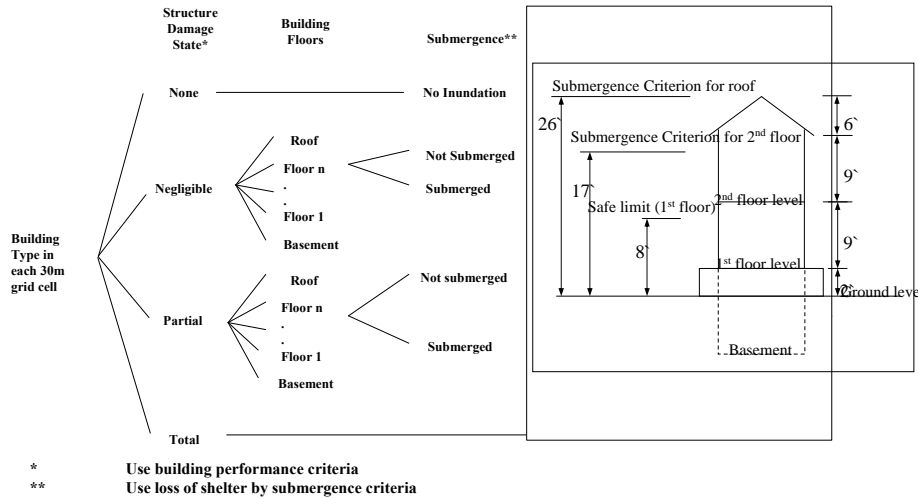 Structure
Damage
State*
Building
Floors
Submergence**
None
No Inundation
Negligible
Roof
Floor n
.
.
Floor 1
Basement
Not Submerged
Submerged
Building
Type in
each 30m
grid cell
Partial
Roof
Floor n
.
.
Floor 1
Basement
Not submerged
Submerged
Total
Submergence Criterion for roof
26`
Submergence Criterion for 2nd floor
17`
Safe limit (1st floor)
8`
2nd floor level
1st floor level
Basement
6`
9`
9`
Ground leve
* Use building performance criteria
** Use loss of shelter by submergence criteria